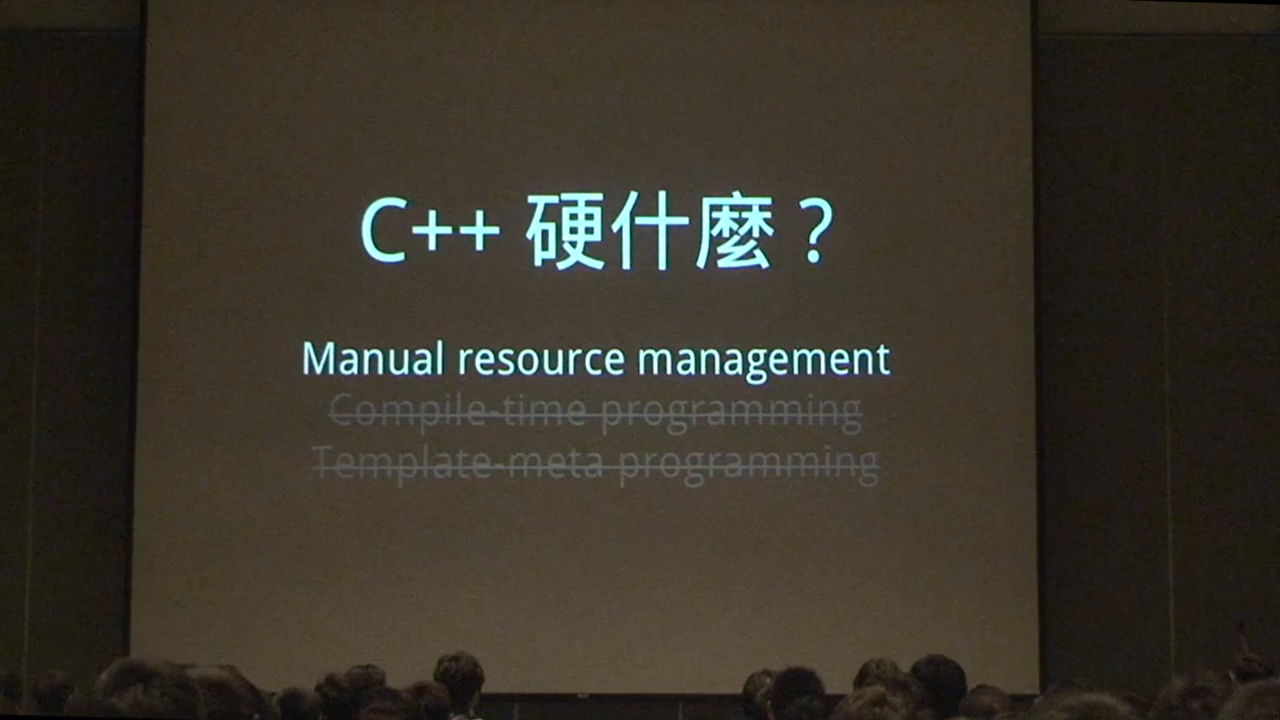 C++ 硬什麼？
Manual resource management
Compile-time programming
Template-meta programming